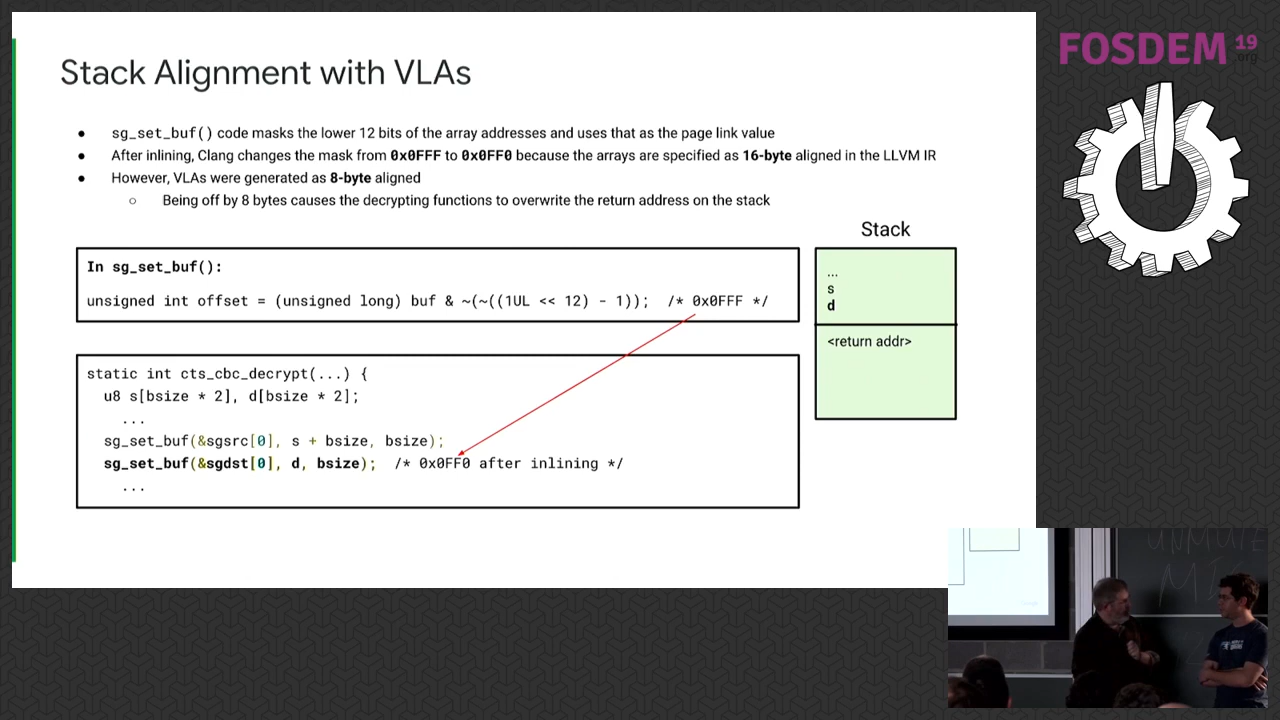 Stack Alignment with VLAs
● sg_set_buf() code masks the lower 12 bits of the array addresses and uses that as the page link value
● After inlining, Clang changes the mask from 0x0FFF to 0x0FF0 because the arrays are specified as 16-byte aligned in the LLVM IR
● However, VLAs were generated as 8-byte aligned
○ Being off by 8 bytes causes the decrypting functions to overwrite the return address on the stack
In sg_set_buf():
unsigned int offset = (unsigned long) buf & ~(~((1UL << 12) - 1)); /* 0x0FFF */
static int cts_cbc_decrypt(...) {
u8 s[bsize * 2], d[bsize * 2];
...
sg_set_buf(&sgsrc[0], s + bsize, bsize);
sg_set_buf(&sgdst[0], d, bsize); /* 0x0FF0 after inlining */
...
Stack
...
s
d
<return addr>
FOSDEM 19
.org
UNMUTE